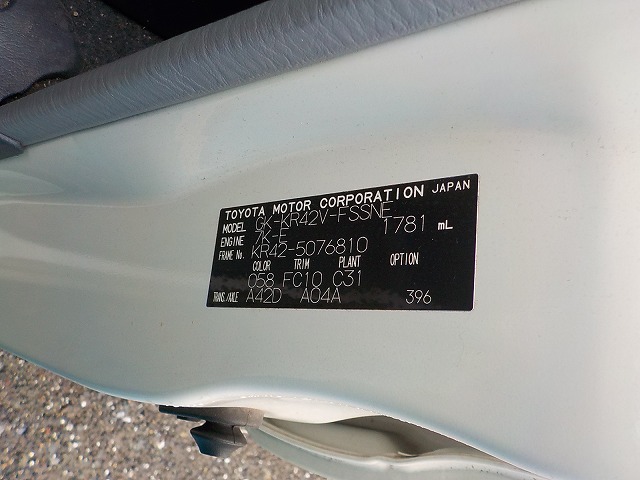 TOYOTA MOTOR CORPORATION JAPAN
MODEL GK-KR42V-FSSNE
ENGINE 7K-E 1781 mL
FRAME No. KR42-5076810
COLOR TRIM PLANT OPTION
058 FC10 C31
TRANS./AXLE A42D A04A 396